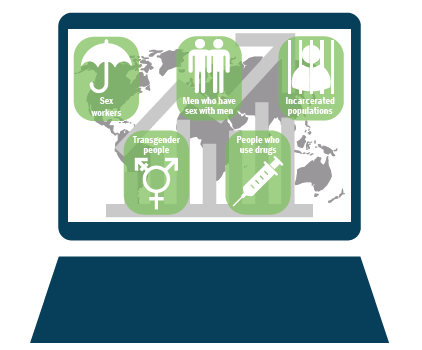 Sex
workers
Men who have
sex with men
Incarcerated
populations
Transgender
people
People who
use drugs